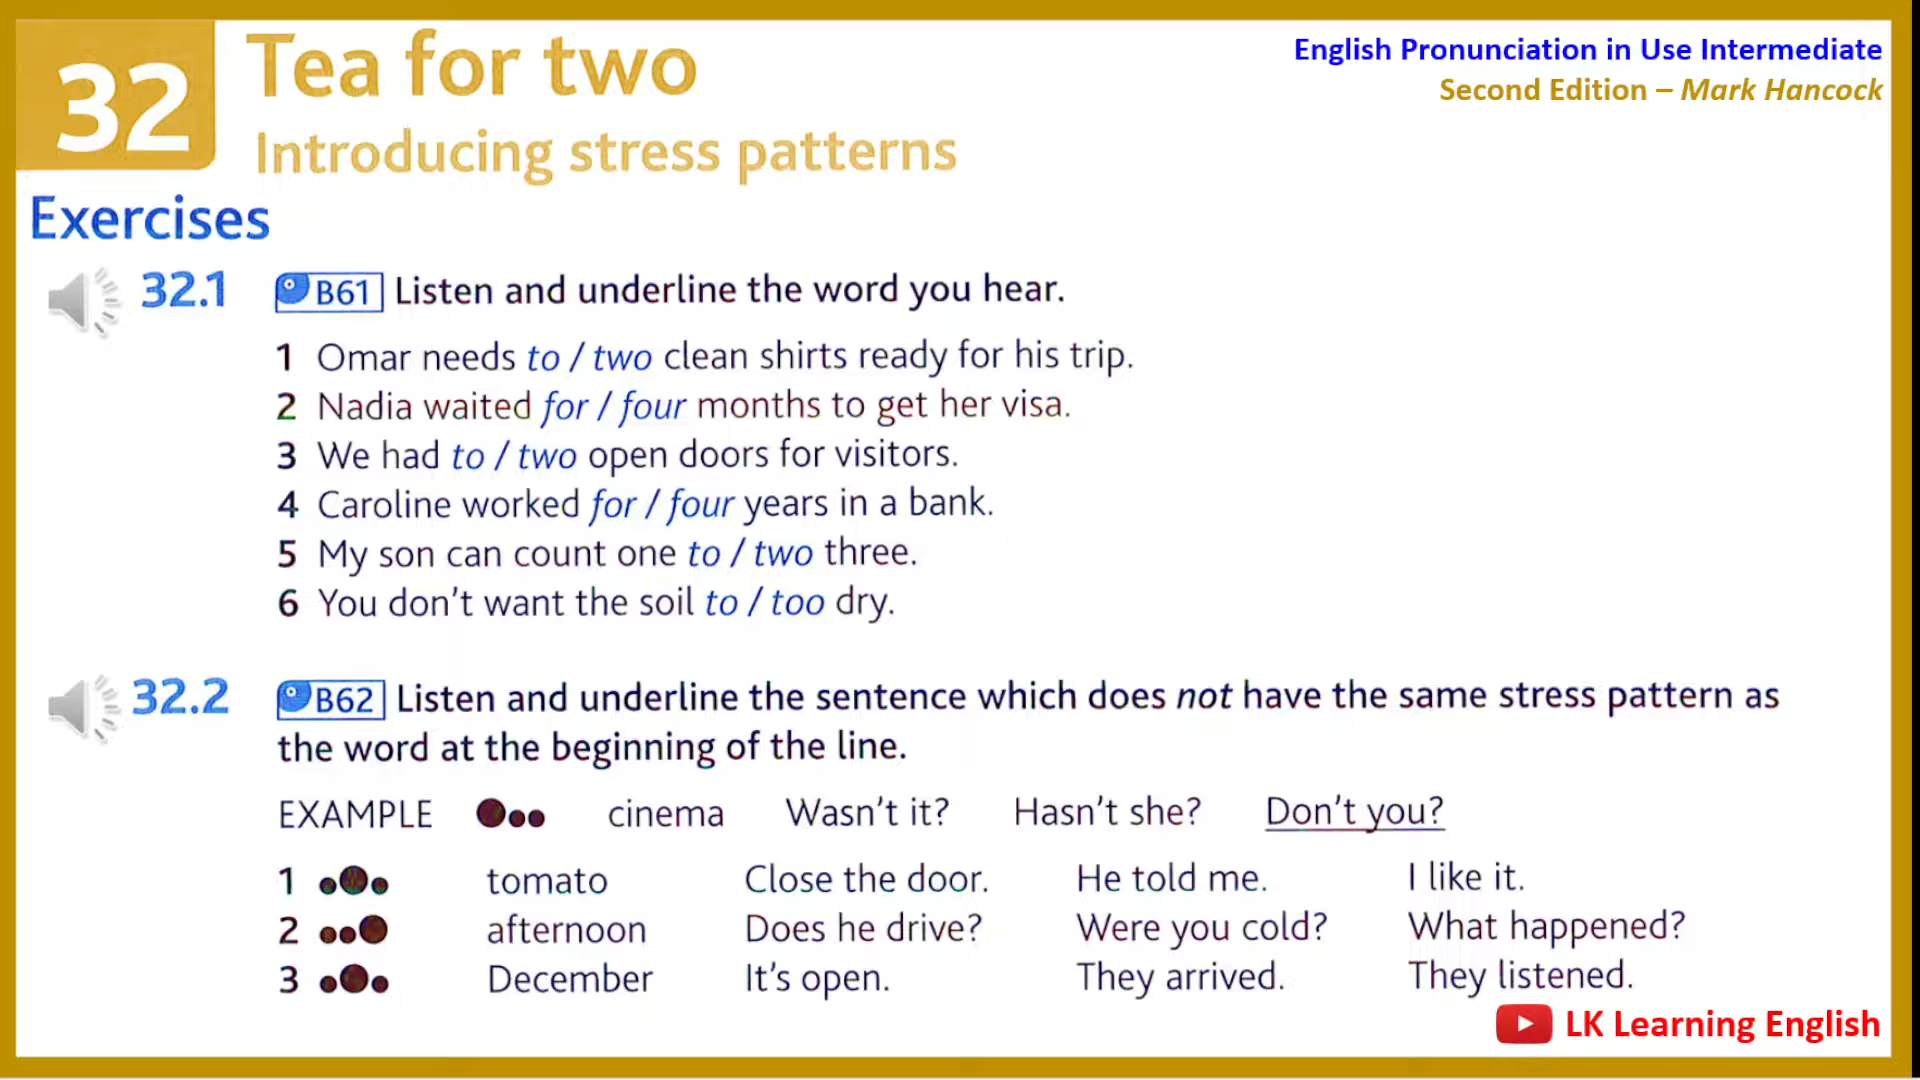 32
Tea for two
Introducing stress patterns
English Pronunciation in Use Intermediate
Second Edition – Mark Hancock
Exercises
32.1 B61 Listen and underline the word you hear.
1 Omar needs to / two clean shirts ready for his trip.
2 Nadia waited for / four months to get her visa.
3 We had to / two open doors for visitors.
4 Caroline worked for / four years in a bank.
5 My son can count one to / two three.
6 You don't want the soil to / too dry.
32.2 B62 Listen and underline the sentence which does not have the same stress pattern as
the word at the beginning of the line.
EXAMPLE cinema Wasn't it? Hasn't she? Don't you?
1 tomato Close the door. He told me. I like it.
2 afternoon Does he drive? Were you cold? What happened?
3 December It's open. They arrived. They listened.
LK Learning English